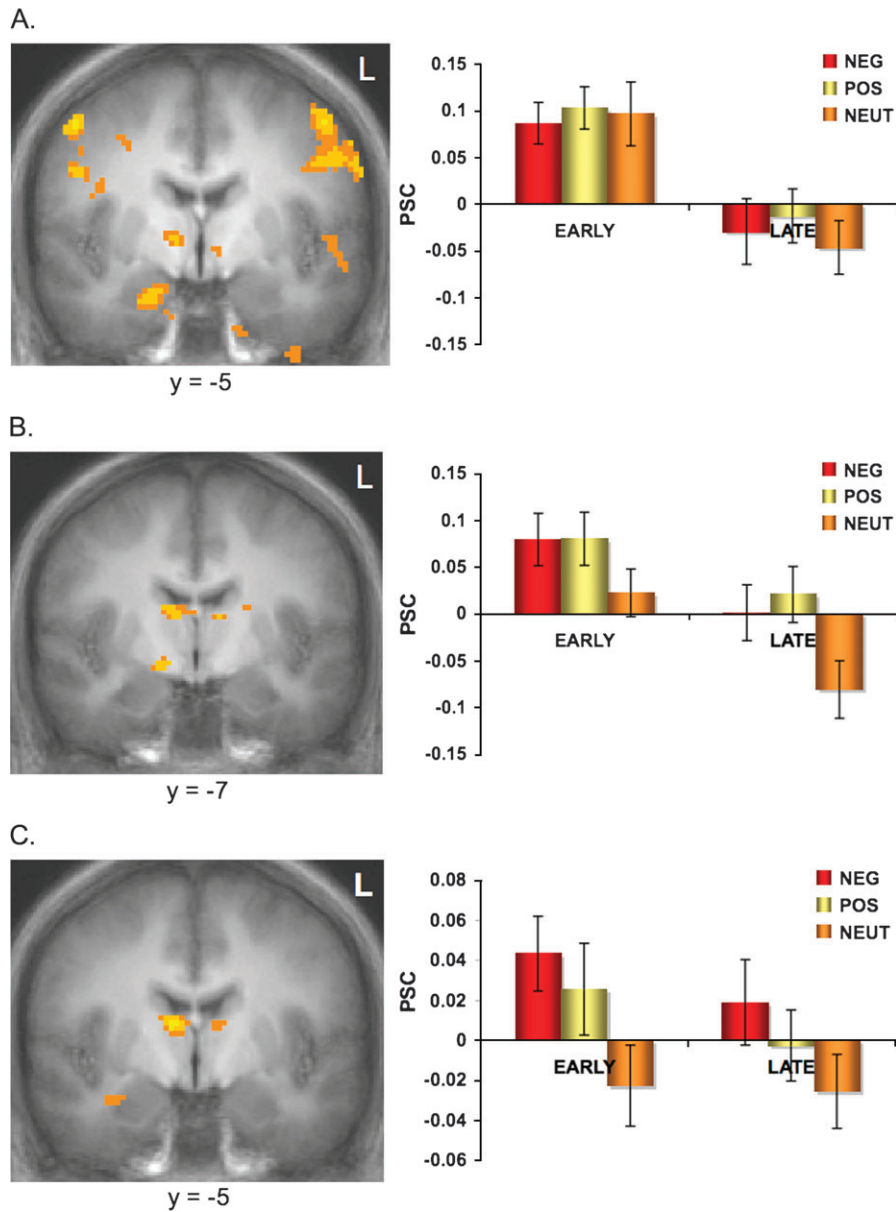 A.
L
y = -5
0.15
0.1
0.05
0
-0.05
-0.1
-0.15
PSC
EARLY
LATE
NEG
POS
NEUT
B.
L
y = -7
0.15
0.1
0.05
0
-0.05
-0.1
-0.15
PSC
EARLY
LATE
NEG
POS
NEUT
C.
L
y = -5
0.08
0.06
0.04
0.02
0
-0.02
-0.04
-0.06
PSC
EARLY
LATE
NEG
POS
NEUT